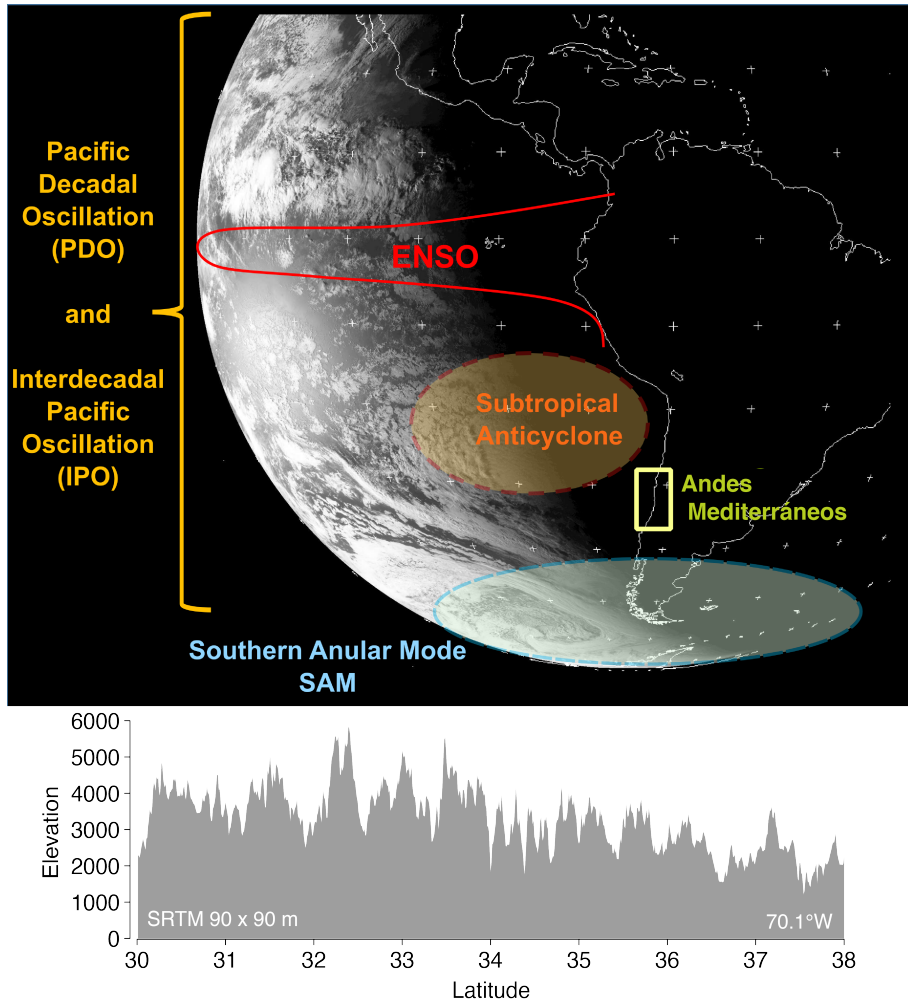 Pacific
Decadal
Oscillation
(PDO)
and
Interdecadal
Pacific
Oscillation
(IPO)
ENSO
Subtropical
Anticyclone
Andes
Mediterráneos
Southern Anular Mode
SAM
6000
5000
4000
3000
2000
1000
0
Elevation
SRTM 90 x 90 m
70.1°W
30 31 32 33 34 35 36 37 38
Latitude